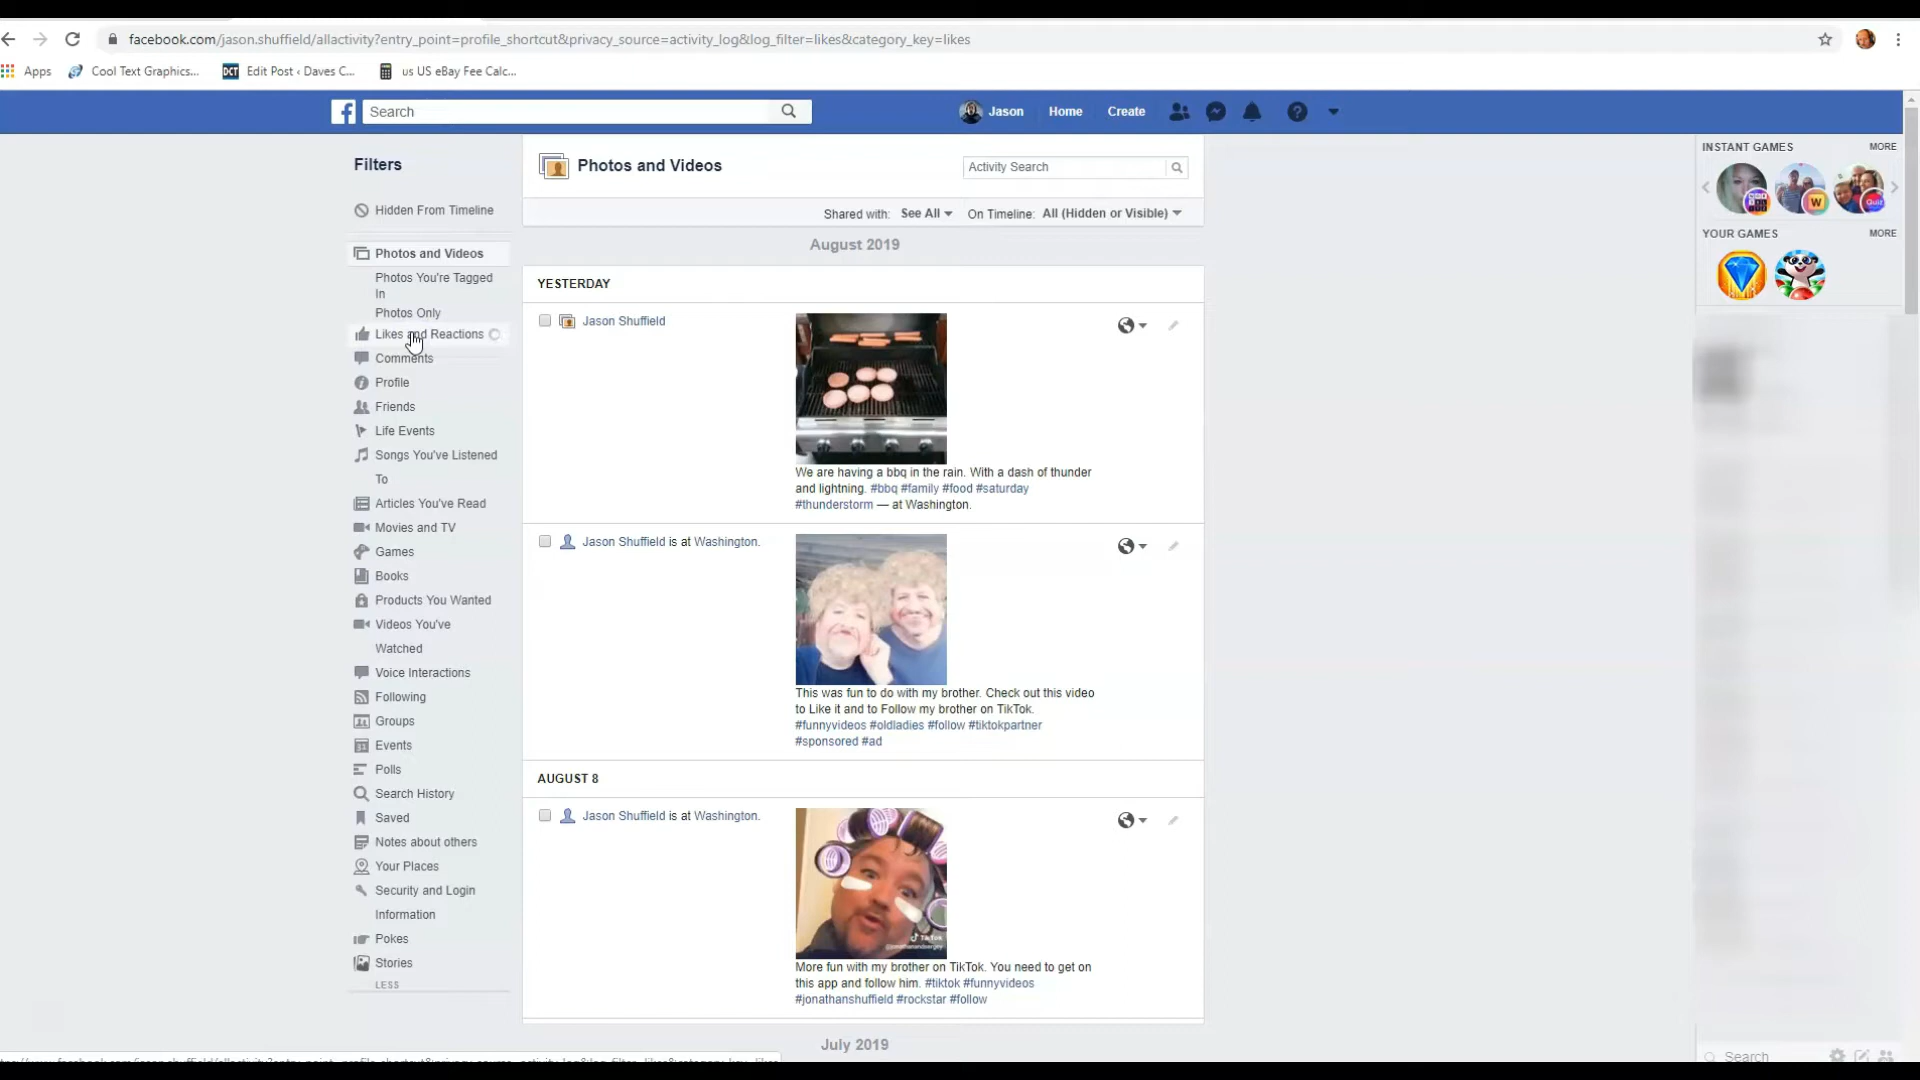 facebook.com/jason.shuffield/allactivity?entry_point=profile_shortcut&privacy_source=activity_log&log_filter=likes&category_key=likes
Apps Cool Text Graphics... DCT Edit Post ‹ Daves C... us US eBay Fee Calc...
Search
Jason Home Create
Filters
Hidden From Timeline
Photos and Videos
Photos You're Tagged
In
Photos Only
Likes and Reactions
Comments
Profile
Friends
Life Events
Songs You've Listened
To
Articles You've Read
Movies and TV
Games
Books
Products You Wanted
Videos You've
Watched
Voice Interactions
Following
Groups
Events
Polls
Search History
Saved
Notes about others
Your Places
Security and Login
Information
Pokes
Stories
LESS
Photos and Videos
Activity Search
Shared with: See All On Timeline: All (Hidden or Visible)
August 2019
YESTERDAY
Jason Shuffield
We are having a bbq in the rain. With a dash of thunder
and lightning. #bbq #family #food #saturday
#thunderstorm — at Washington.
Jason Shuffield is at Washington.
This was fun to do with my brother. Check out this video
to Like it and to Follow my brother on TikTok.
#funnyvideos #oldladies #follow #tiktokpartner
#sponsored #ad
AUGUST 8
Jason Shuffield is at Washington.
TikTok
More fun with my brother on TikTok. You need to get on
this app and follow him. #tiktok #funnyvideos
#jonathanshuffield #rockstar #follow
July 2019
INSTANT GAMES MORE
W
Quiz
YOUR GAMES MORE
Search